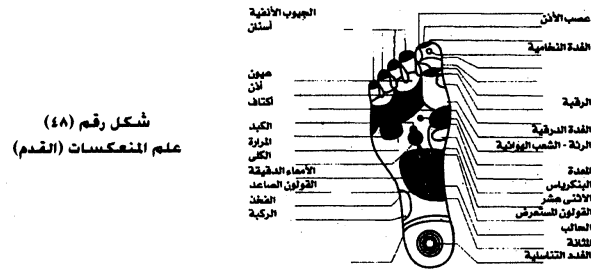 شكل رقم (٤٨)
علم المنعكسات (القدم)
عصب الأذن
الغدة النخامية
الرقبة
الغدة الدرقية
الرئة - الشعب الهوائية
المعدة
البنكرياس
الاثنى عشر
القولون المستعرض
الحالب
المثانة
الغدد التناسلية
الجيوب الأنفية
أسنان
عيون
أذن
أكتاف
الكبد
المرارة
الكلى
الأمعاء الدقيقة
القولون الصاعد
الفخذ
الركبة